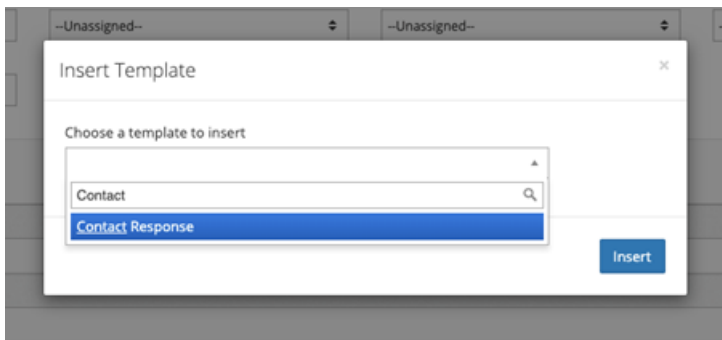 --Unassigned--
--Unassigned--
Insert Template
×
Choose a template to insert
Contact
Contact Response
Insert